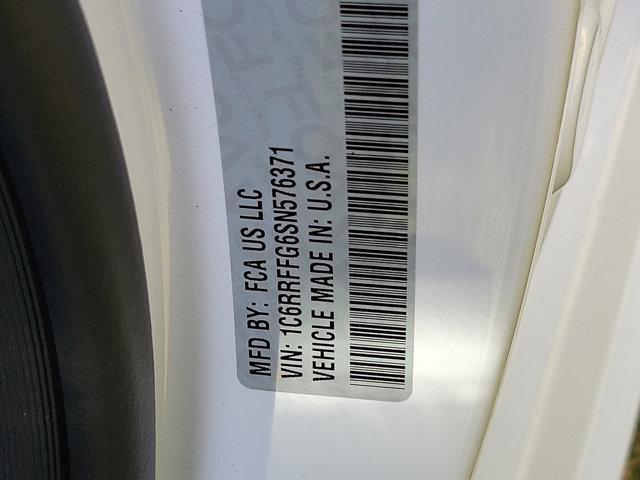 MFD BY: FCA US LLC
VIN: 1C6RRFFG6SN576371
VEHICLE MADE IN: U.S.A.